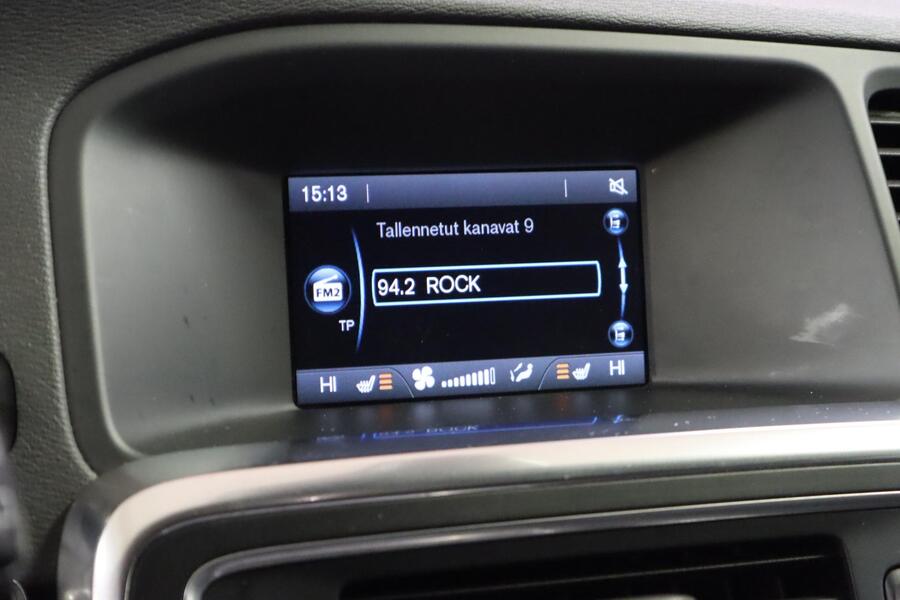 15:13
Tallennetut kanavat 9
94.2 ROCK
FM2
TP
HI HI